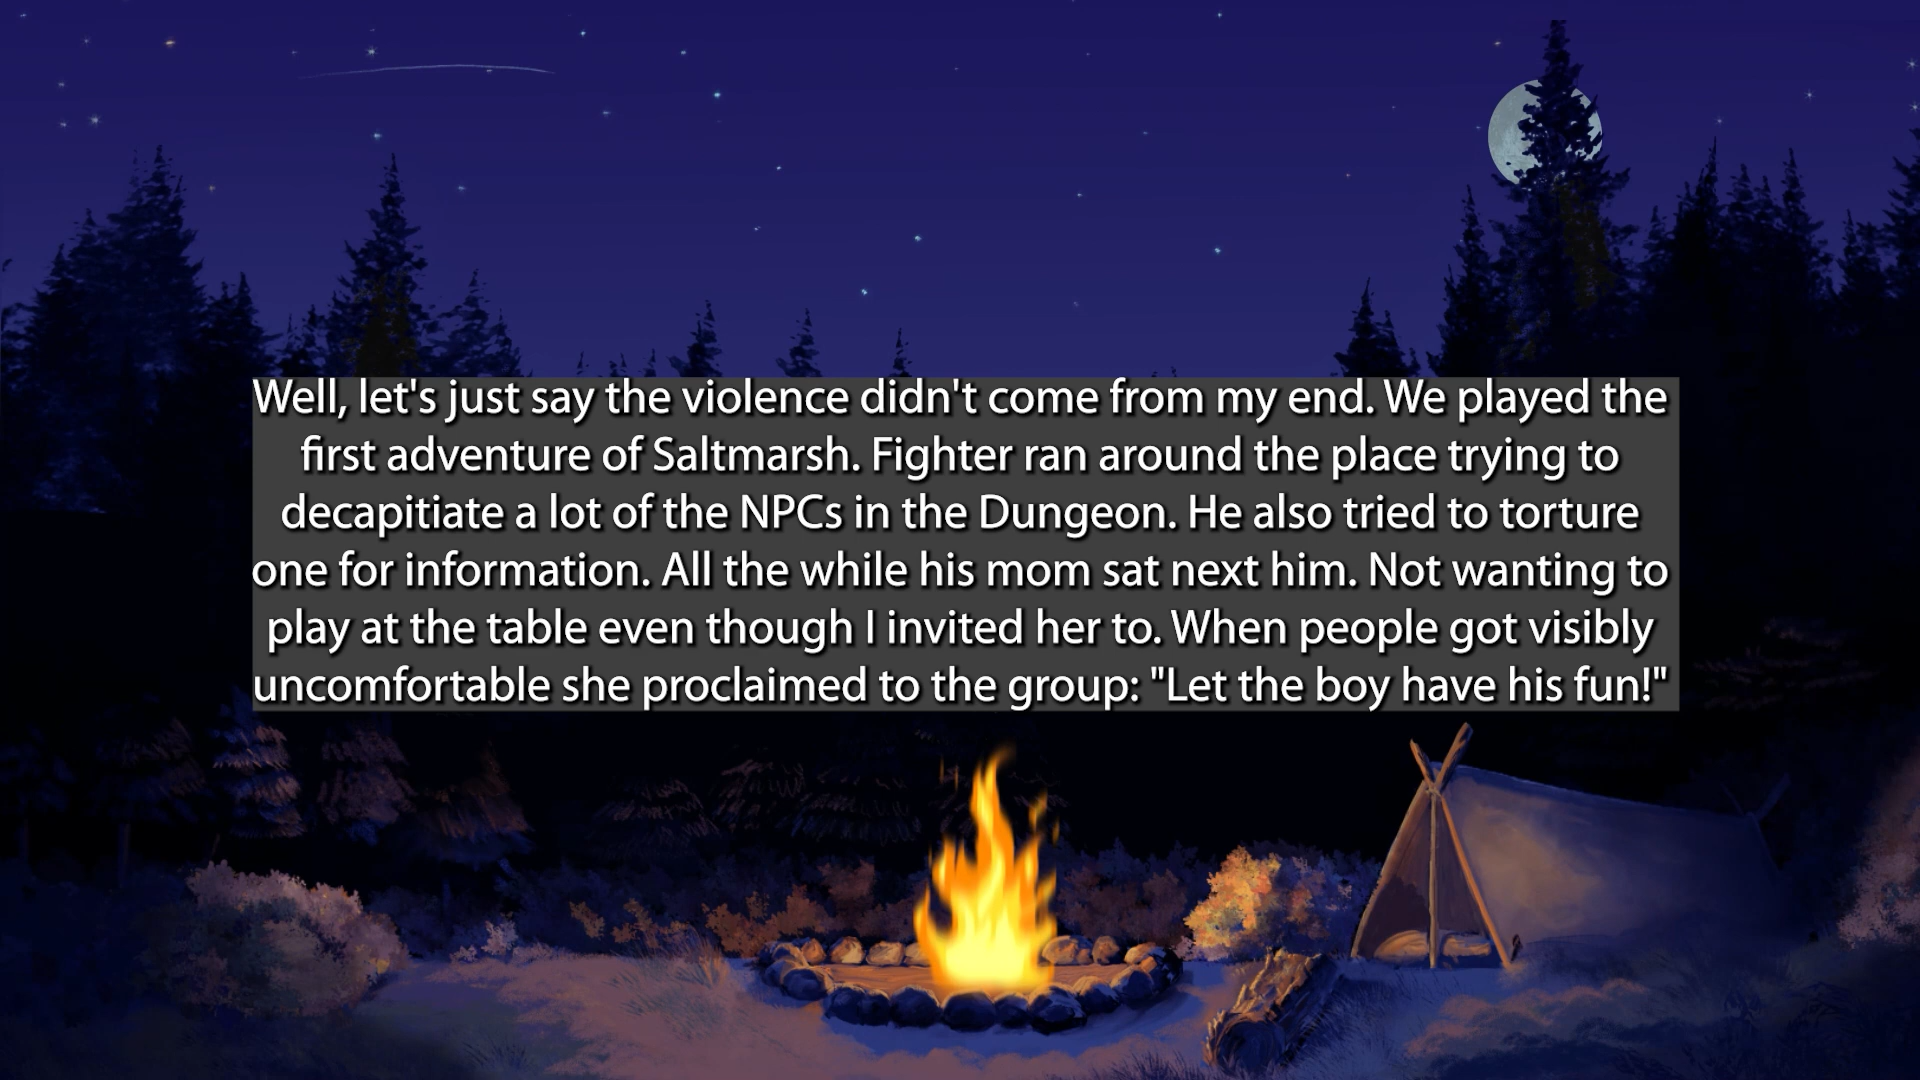 Well, let's just say the violence didn't come from my end. We played the
first adventure of Saltmarsh. Fighter ran around the place trying to
decapitiate a lot of the NPCs in the Dungeon. He also tried to torture
one for information. All the while his mom sat next him. Not wanting to
play at the table even though I invited her to. When people got visibly
uncomfortable she proclaimed to the group: "Let the boy have his fun!"